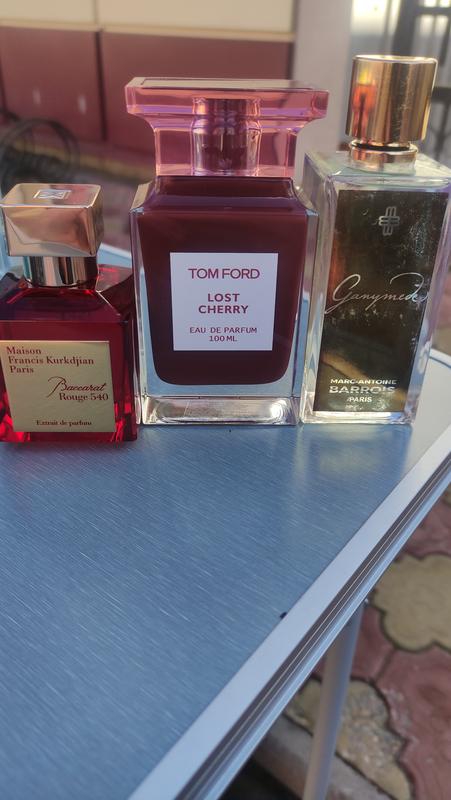 Maison
Francis Kurkdjian
Paris
Baccarat
Rouge 540
Extrait de parfum
TOM FORD
LOST
CHERRY
EAU DE PARFUM
100 ML
Ganymede
MARC-ANTOINE
BARROIS
PARIS